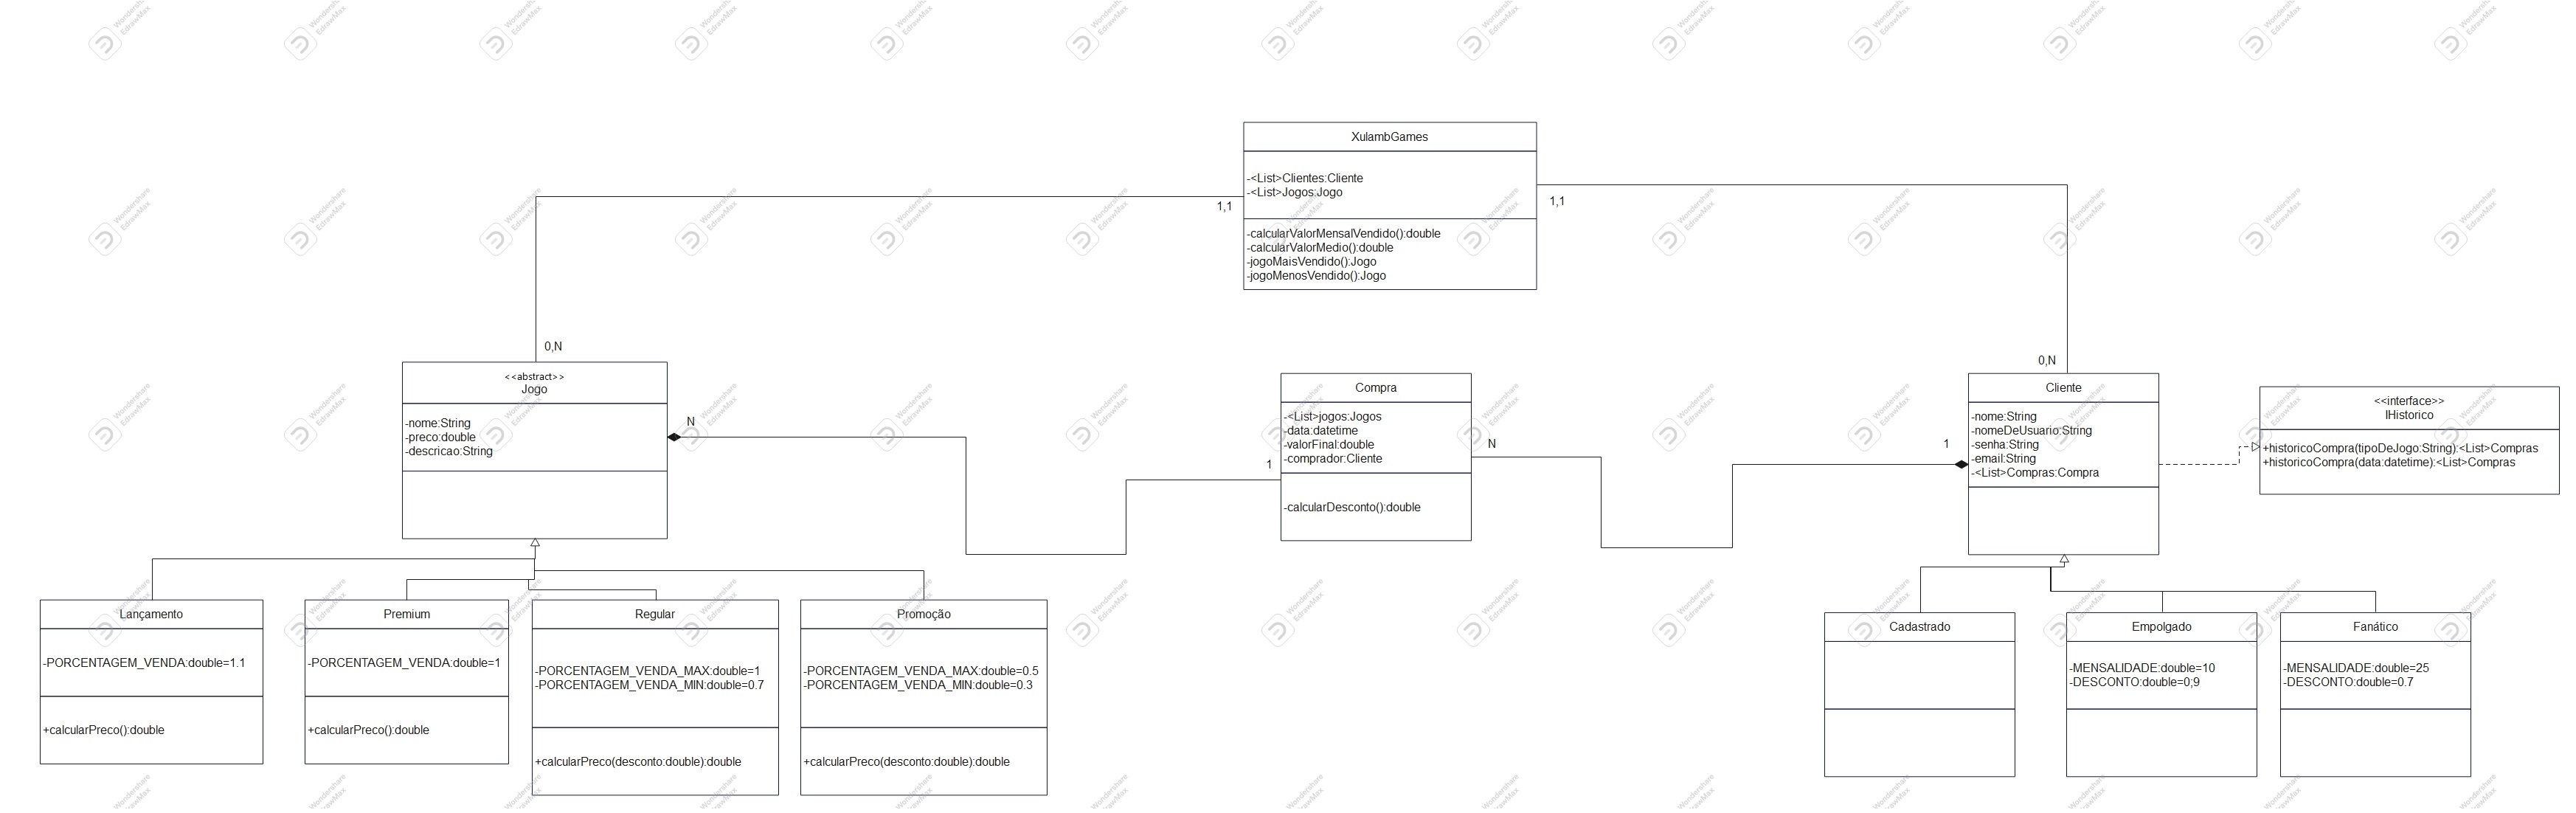 XulambGames
-<List>Clientes:Cliente
-<List>Jogos:Jogo
-calcularValorMensalVendido():double
-calcularValorMedio():double
-jogoMaisVendido():Jogo
-jogoMenosVendido():Jogo
1,1
1,1
0,N
0,N
<<abstract>>
Jogo
-nome:String
-preco:double
-descricao:String
N
1
Compra
-<List>jogos:Jogos
-data:datetime
-valorFinal:double
-comprador:Cliente
-calcularDesconto():double
N
1
Cliente
-nome:String
-nomeDeUsuario:String
-senha:String
-email:String
-<List>Compras:Compra
<<interface>>
IHistorico
+historicoCompra(tipoDeJogo:String):<List>Compras
+historicoCompra(data:datetime):<List>Compras
Lançamento
-PORCENTAGEM_VENDA:double=1.1
+calcularPreco():double
Premium
-PORCENTAGEM_VENDA:double=1
+calcularPreco():double
Regular
-PORCENTAGEM_VENDA_MAX:double=1
-PORCENTAGEM_VENDA_MIN:double=0.7
+calcularPreco(desconto:double):double
Promoção
-PORCENTAGEM_VENDA_MAX:double=0.5
-PORCENTAGEM_VENDA_MIN:double=0.3
+calcularPreco(desconto:double):double
Cadastrado
Empolgado
-MENSALIDADE:double=10
-DESCONTO:double=0;9
Fanático
-MENSALIDADE:double=25
-DESCONTO:double=0.7
Wondershare
EdrawMax